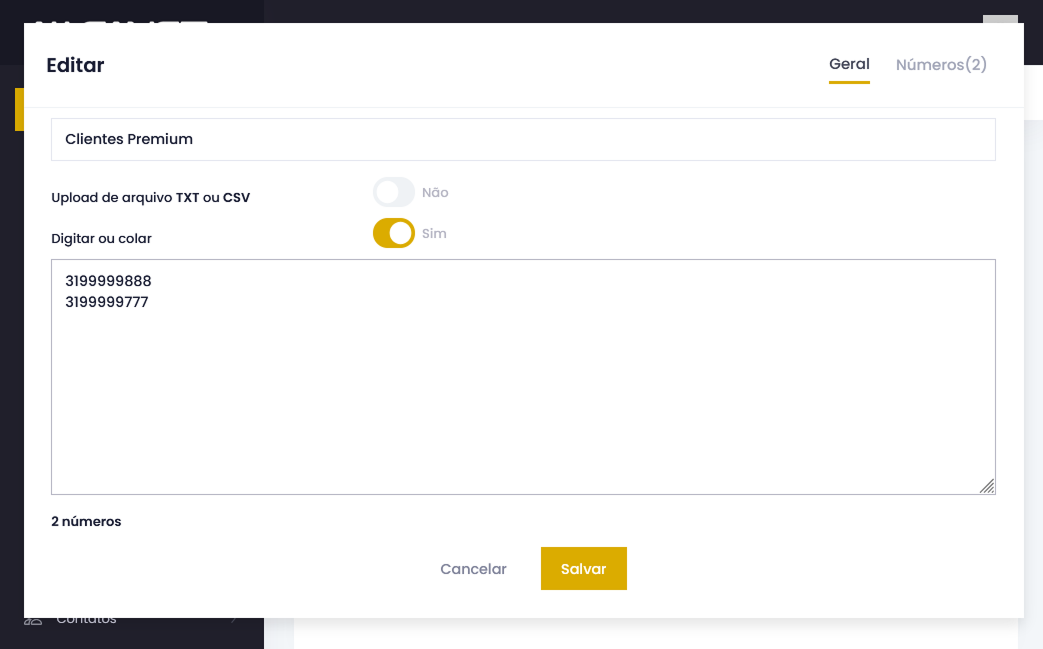 Editar
Geral Números(2)
Clientes Premium
Upload de arquivo TXT ou CSV Não
Digitar ou colar Sim
3199999888
3199999777
2 números
Cancelar Salvar
Contatos